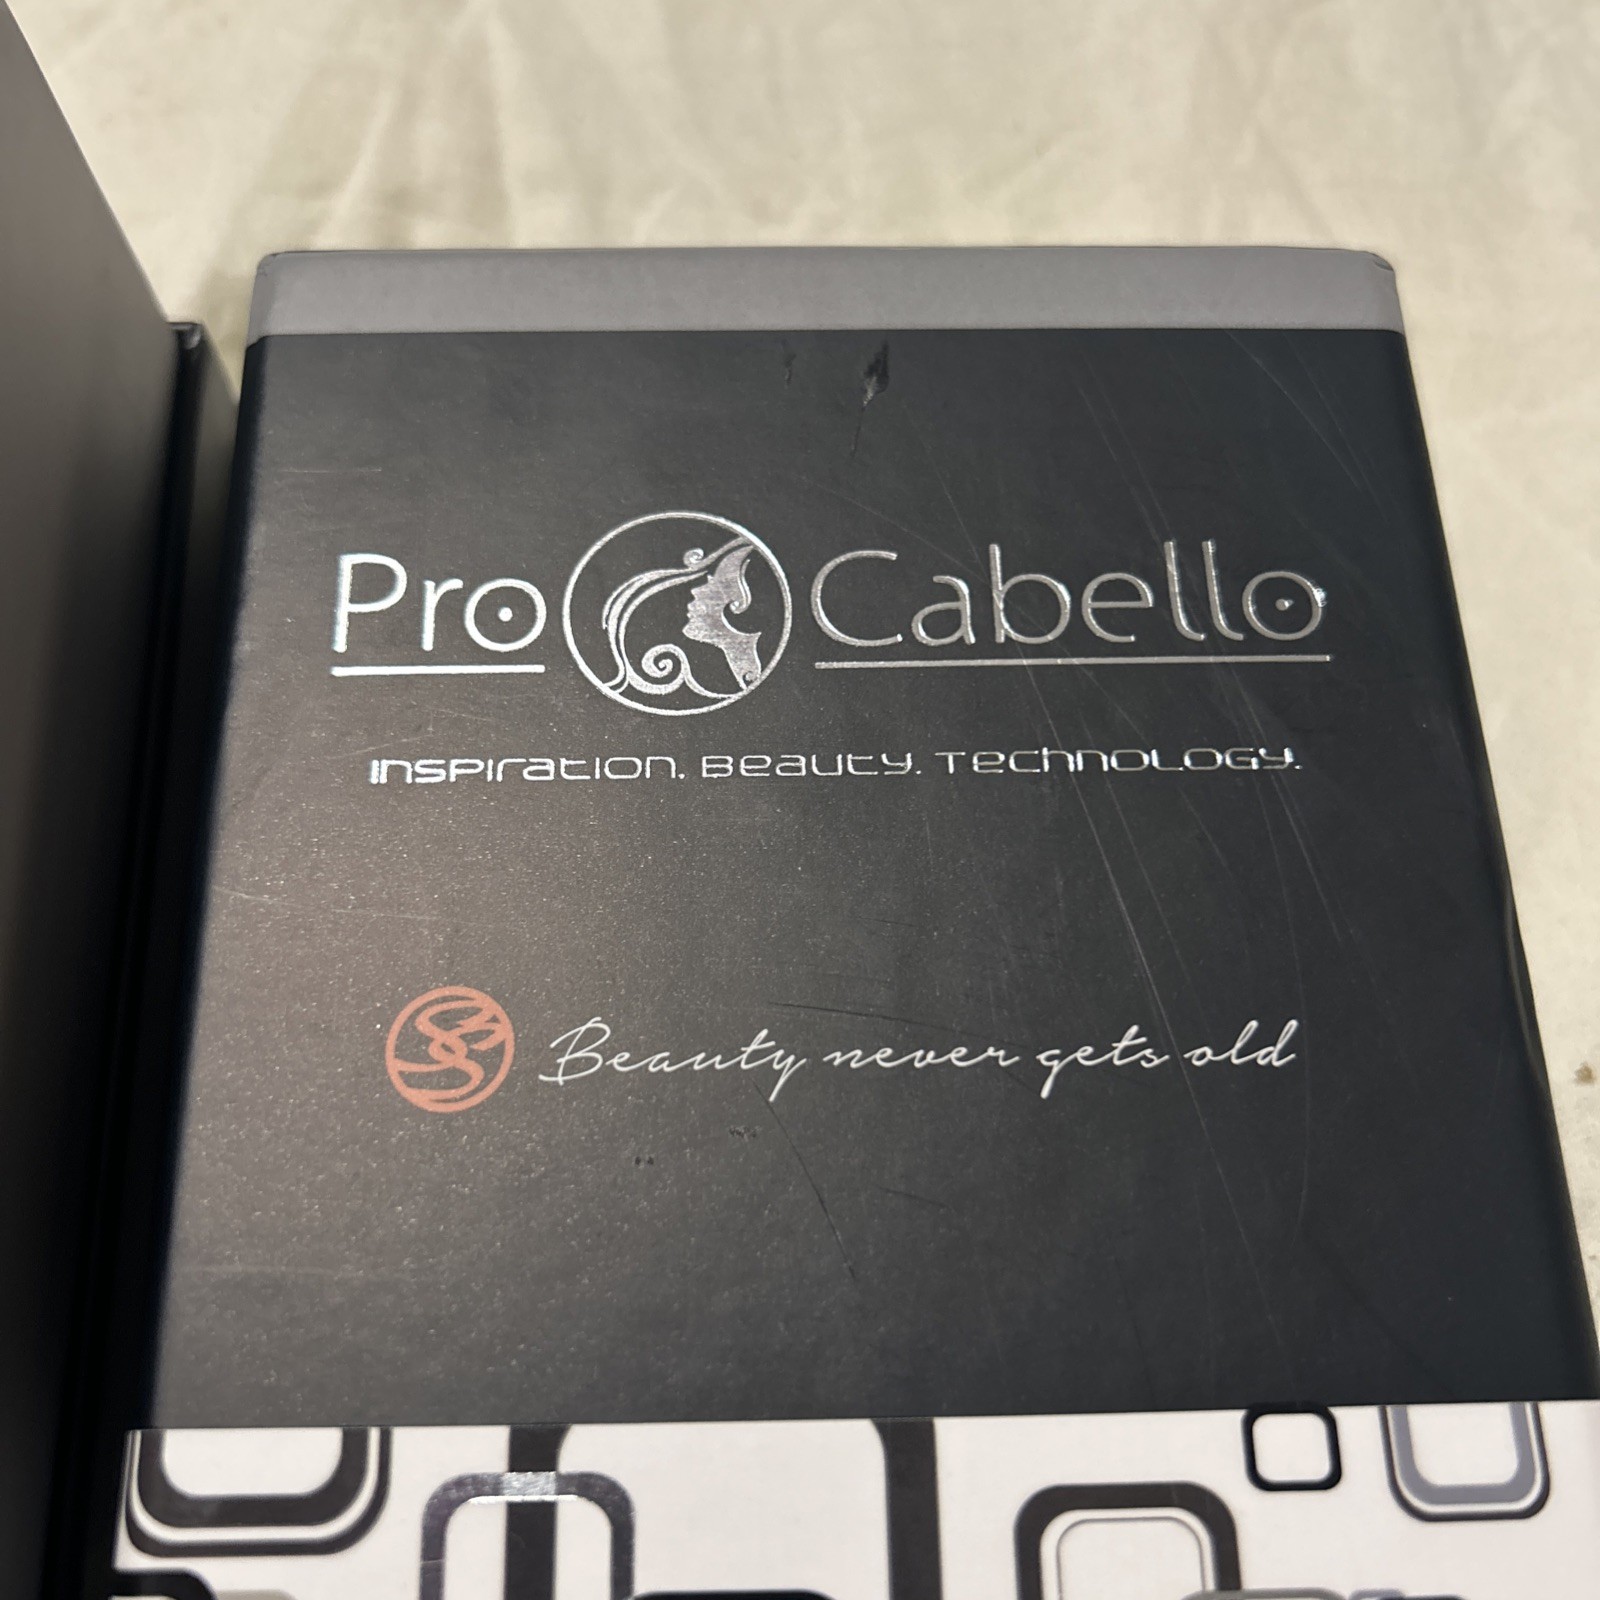 Pro Cabello
Inspiration. Beauty. Technology.
Beauty never gets old